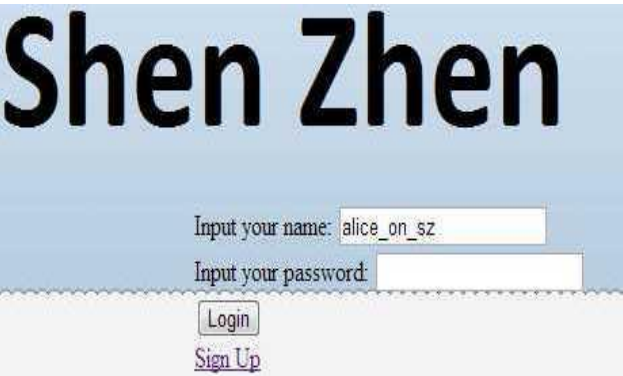 Shen Zhen
Input your name: alice_on_sz
Input your password:
Login
Sign Up